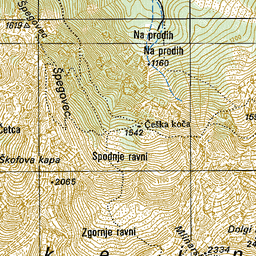 1619
Špegovec
Na prodih
Na prodih
1160
Špegovec
Češka koča
1542
Spodnje ravni
Škofova kapa
2065
Zgornje ravni
Dolgi
2334